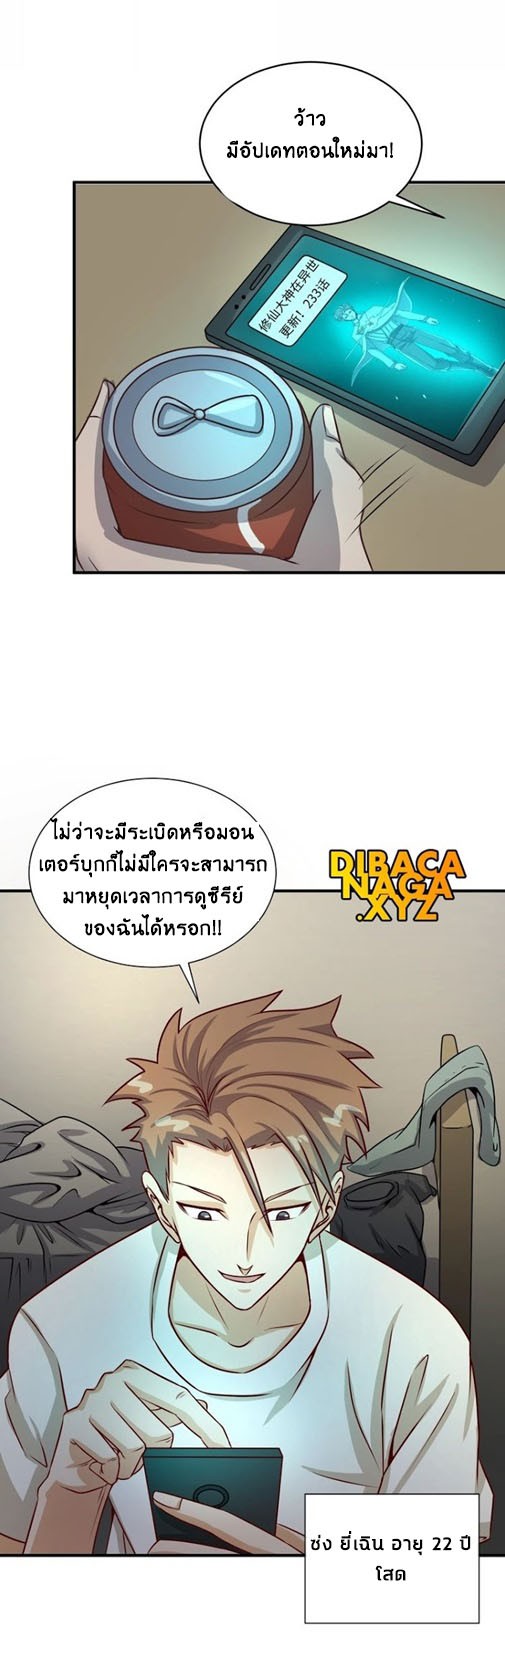 ว้าว
มีอัปเดทตอนใหม่มา!
修仙大神在异世
更新！233话
ไม่ว่าจะมีระเบิดหรือมอน
เตอร์บุกก็ไม่มีใครจะสามารถ
มาหยุดเวลาการดูซีรีย์
ของฉันได้หรอก!!
DIBACA
NAGA
.XYZ
ซ่ง ยี่เฉิน อายุ 22 ปี
โสด